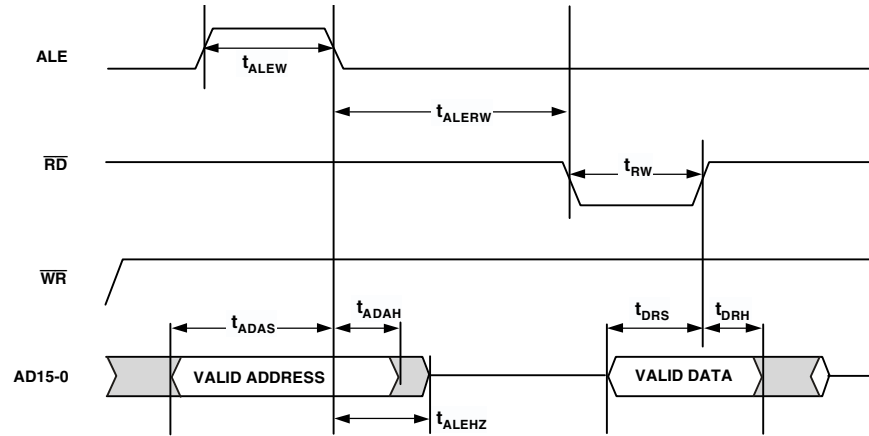 ALE
tALEW
tALERW
RD
tRW
WR
tADAS
tADAH
tDRS
tDRH
AD15-0
VALID ADDRESS
VALID DATA
tALEHZ